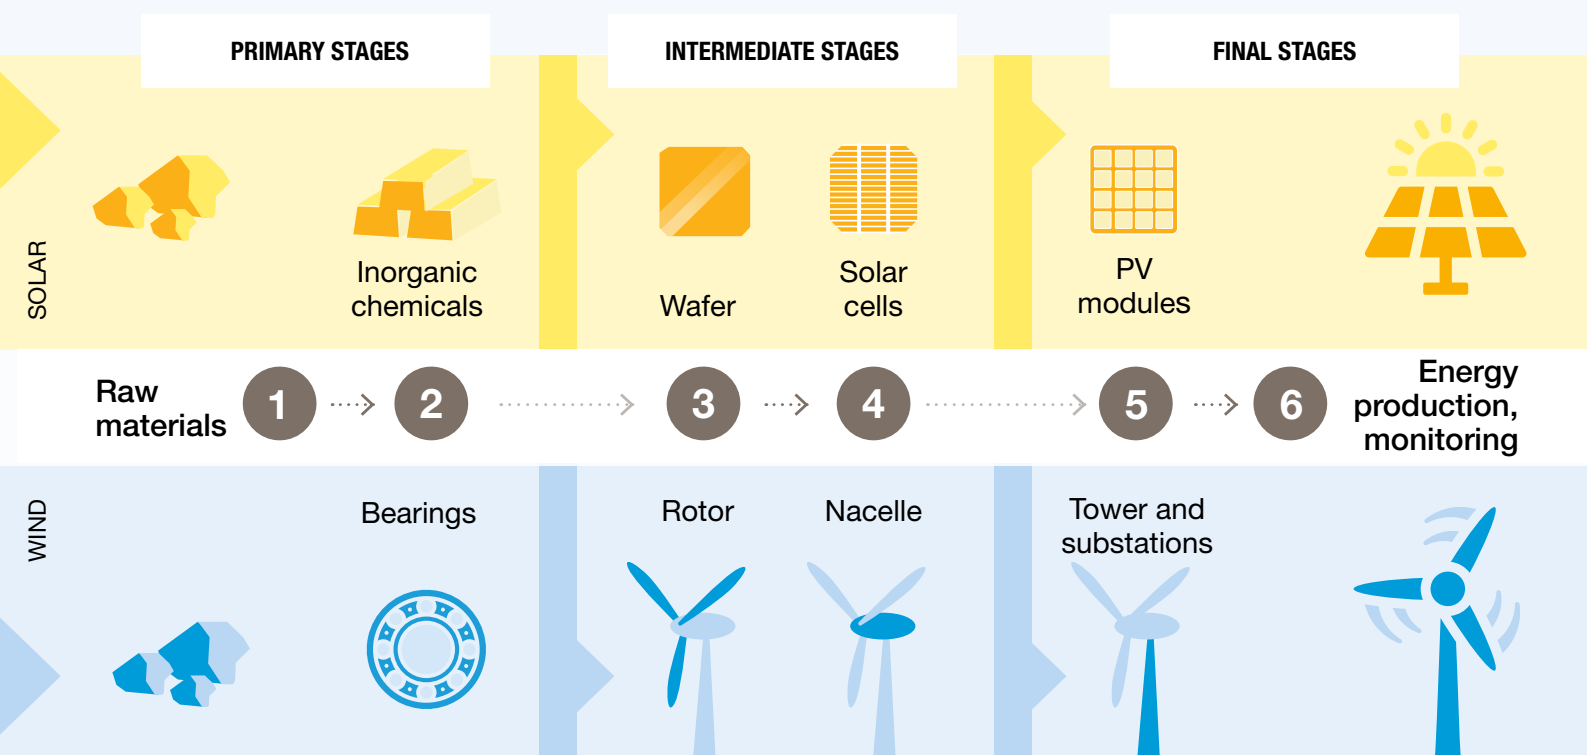 PRIMARY STAGES
INTERMEDIATE STAGES
FINAL STAGES
SOLAR
Inorganic
chemicals
Wafer
Solar
cells
PV
modules
Raw
materials
1
2
3
4
5
6
Energy
production,
monitoring
WIND
Bearings
Rotor
Nacelle
Tower and
substations